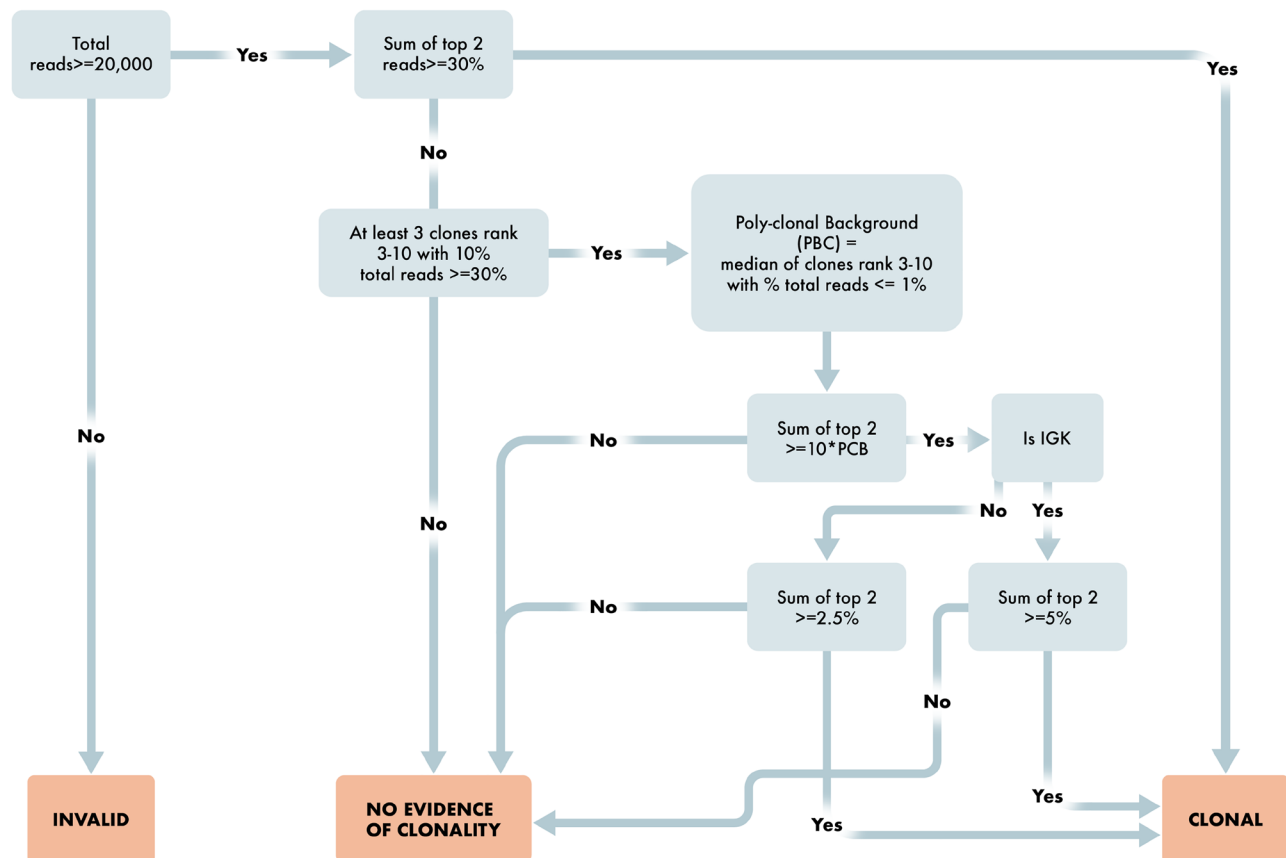 Total
reads>=20,000
Yes
Sum of top 2
reads>=30%
Yes
No
At least 3 clones rank
3-10 with 10%
total reads >=30%
Yes
Poly-clonal Background
(PBC) =
median of clones rank 3-10
with % total reads <= 1%
No
Sum of top 2
>=10*PCB
Yes
Is IGK
No
No
No
Yes
No
Sum of top 2
>=2.5%
Sum of top 2
>=5%
No
Yes
Yes
INVALID
NO EVIDENCE
OF CLONALITY
CLONAL